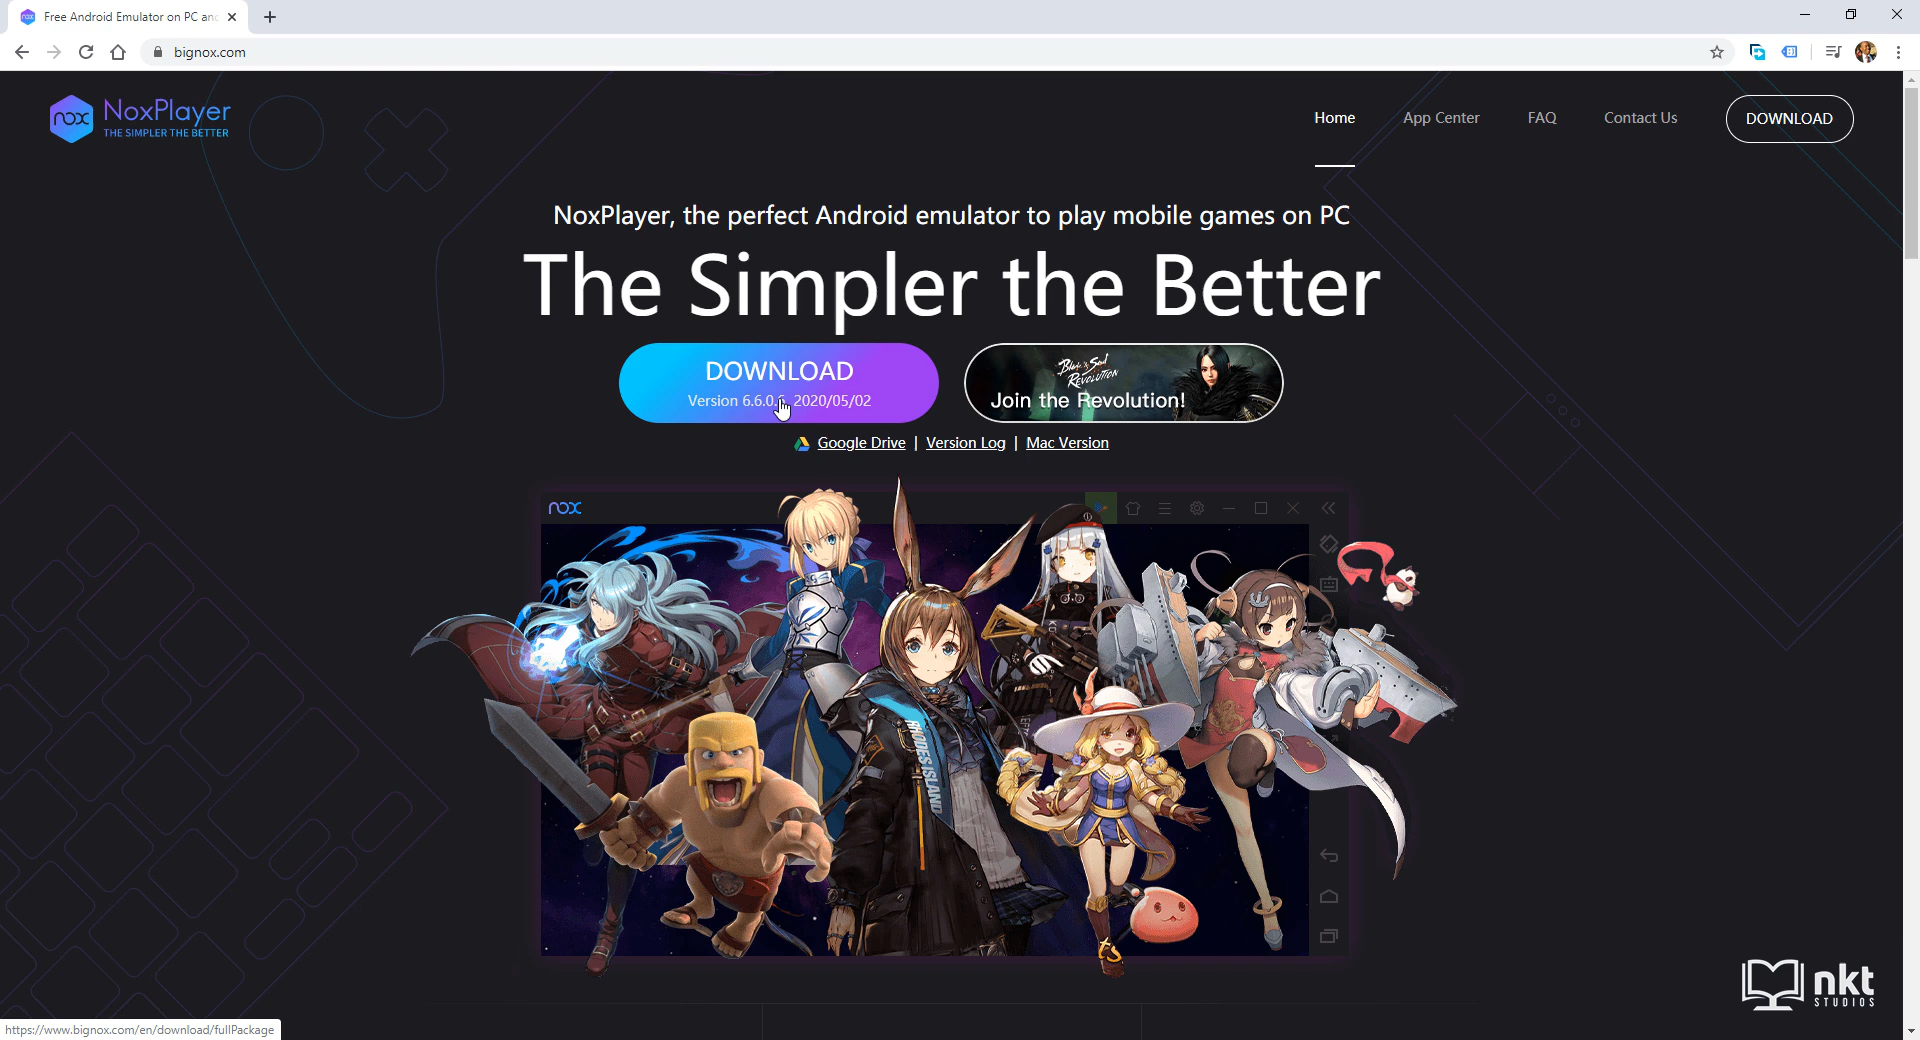 Free Android Emulator on PC and
bignox.com
nox NoxPlayer
THE SIMPLER THE BETTER
Home
App Center
FAQ
Contact Us
DOWNLOAD
NoxPlayer, the perfect Android emulator to play mobile games on PC
The Simpler the Better
DOWNLOAD
Version 6.6.0. 2020/05/02
Blade & Soul
REVOLUTION
Join the Revolution!
Google Drive | Version Log | Mac Version
nox
RHODES ISLAND
nkt
STUDIOS
https://www.bignox.com/en/download/fullPackage